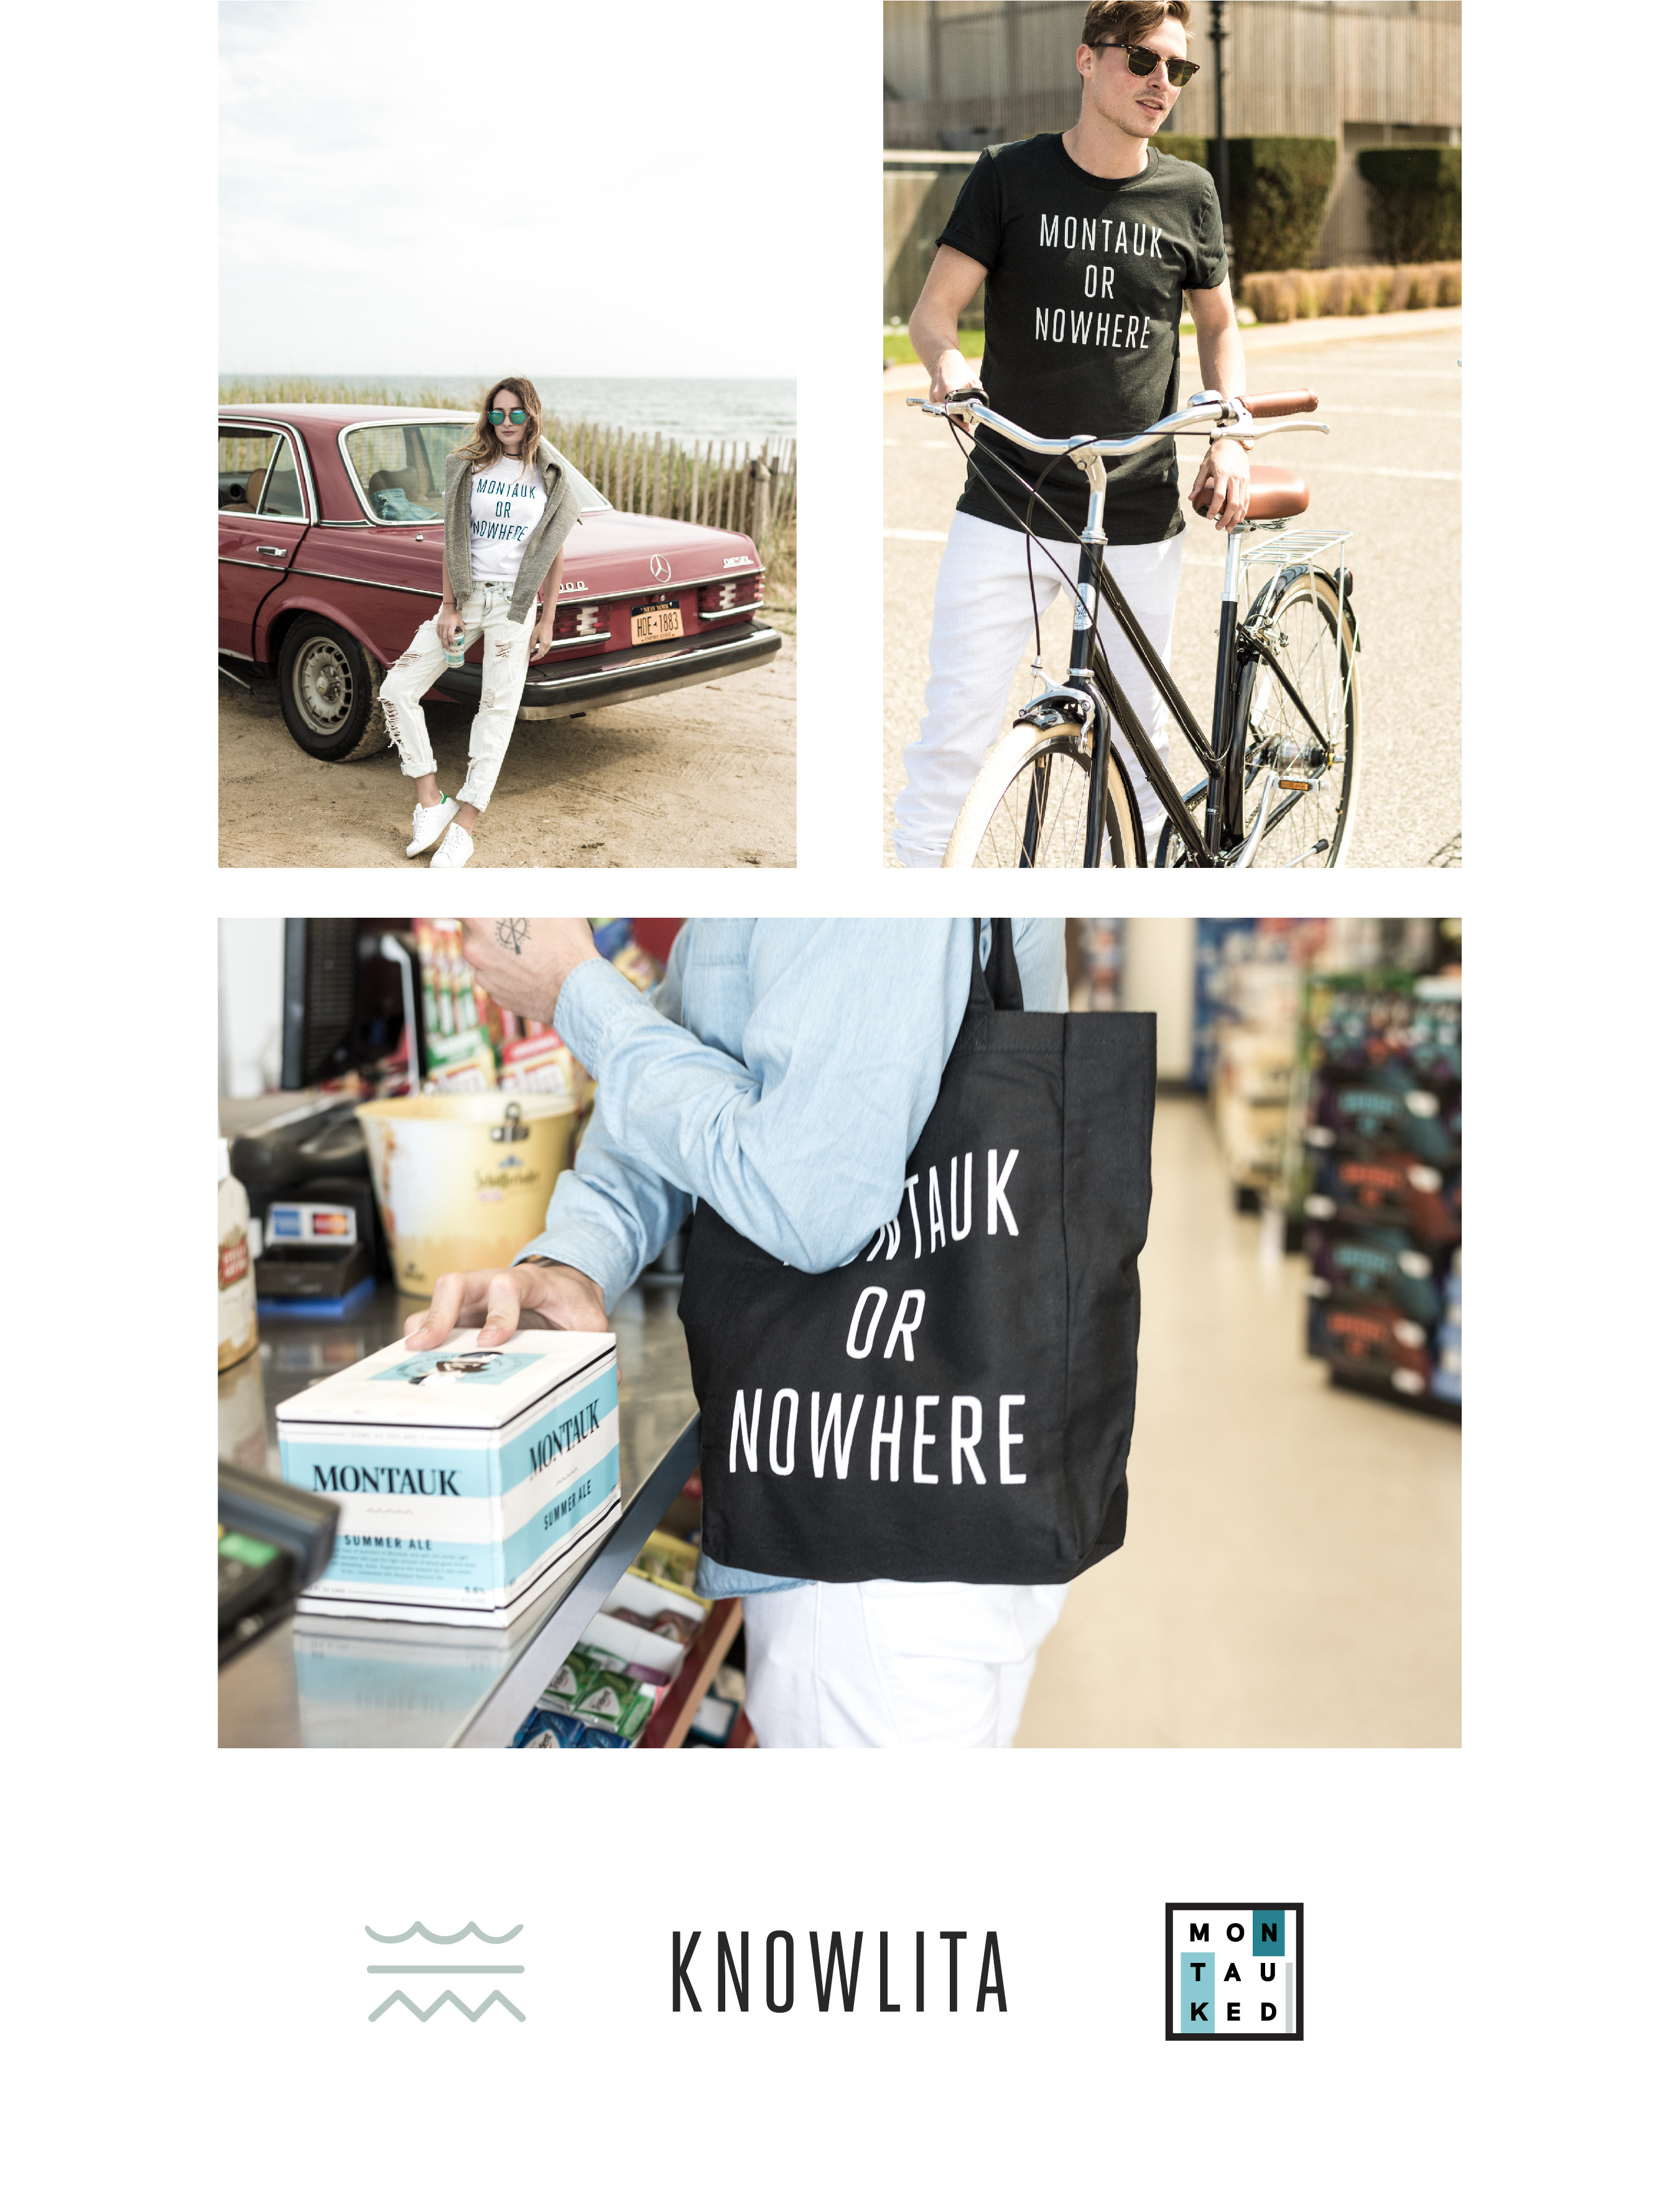 MONTAUK
OR
NOWHERE
NEW YORK
HDE 1883
DIESEL
MONTAUK
OR
NOWHERE
TAUK
OR
NOWHERE
MONTAUK
SUMMER ALE
MONTAUK
SUMMER ALE
KNOWLITA
MON
TAU
KED